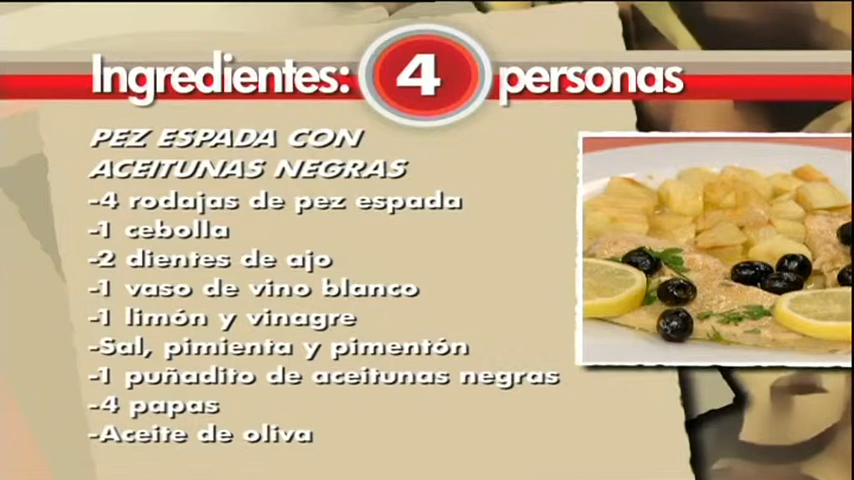 Ingredientes: 4 personas
PEZ ESPADA CON
ACEITUNAS NEGRAS
-4 rodajas de pez espada
-1 cebolla
-2 dientes de ajo
-1 vaso de vino blanco
-1 limón y vinagre
-Sal, pimienta y pimentón
-1 puñadito de aceitunas negras
-4 papas
-Aceite de oliva